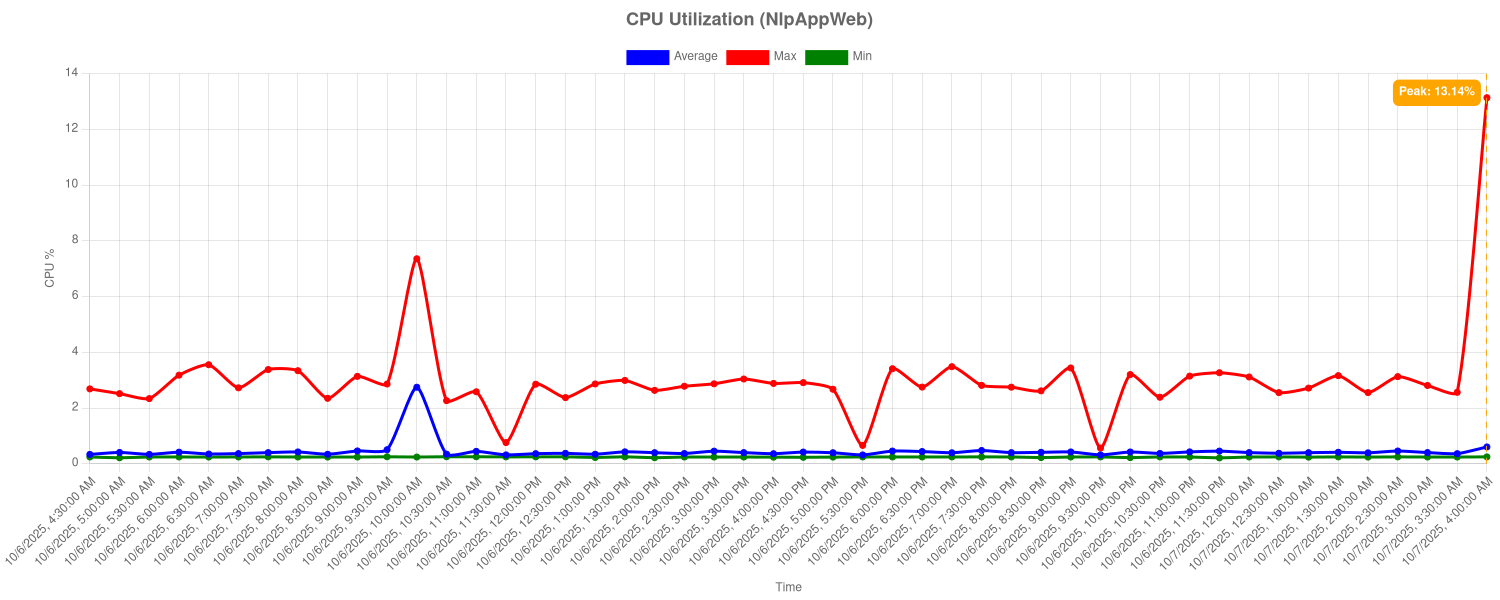 CPU Utilization (NlpAppWeb)
Average Max Min
Peak: 13.14%
CPU %
14
12
10
8
6
4
2
0
10/6/2025, 4:30:00 AM
10/6/2025, 5:00:00 AM
10/6/2025, 5:30:00 AM
10/6/2025, 6:00:00 AM
10/6/2025, 6:30:00 AM
10/6/2025, 7:00:00 AM
10/6/2025, 7:30:00 AM
10/6/2025, 8:00:00 AM
10/6/2025, 8:30:00 AM
10/6/2025, 9:00:00 AM
10/6/2025, 9:30:00 AM
10/6/2025, 10:00:00 AM
10/6/2025, 10:30:00 AM
10/6/2025, 11:00:00 AM
10/6/2025, 11:30:00 AM
10/6/2025, 12:00:00 PM
10/6/2025, 12:30:00 PM
10/6/2025, 1:00:00 PM
10/6/2025, 1:30:00 PM
10/6/2025, 2:00:00 PM
10/6/2025, 2:30:00 PM
10/6/2025, 3:00:00 PM
10/6/2025, 3:30:00 PM
10/6/2025, 4:00:00 PM
10/6/2025, 4:30:00 PM
10/6/2025, 5:00:00 PM
10/6/2025, 5:30:00 PM
10/6/2025, 6:00:00 PM
10/6/2025, 6:30:00 PM
10/6/2025, 7:00:00 PM
10/6/2025, 7:30:00 PM
10/6/2025, 8:00:00 PM
10/6/2025, 8:30:00 PM
10/6/2025, 9:00:00 PM
10/6/2025, 9:30:00 PM
10/6/2025, 10:00:00 PM
10/6/2025, 10:30:00 PM
10/6/2025, 11:00:00 PM
10/6/2025, 11:30:00 PM
10/7/2025, 12:00:00 AM
10/7/2025, 12:30:00 AM
10/7/2025, 1:00:00 AM
10/7/2025, 1:30:00 AM
10/7/2025, 2:00:00 AM
10/7/2025, 2:30:00 AM
10/7/2025, 3:00:00 AM
10/7/2025, 3:30:00 AM
10/7/2025, 4:00:00 AM
Time